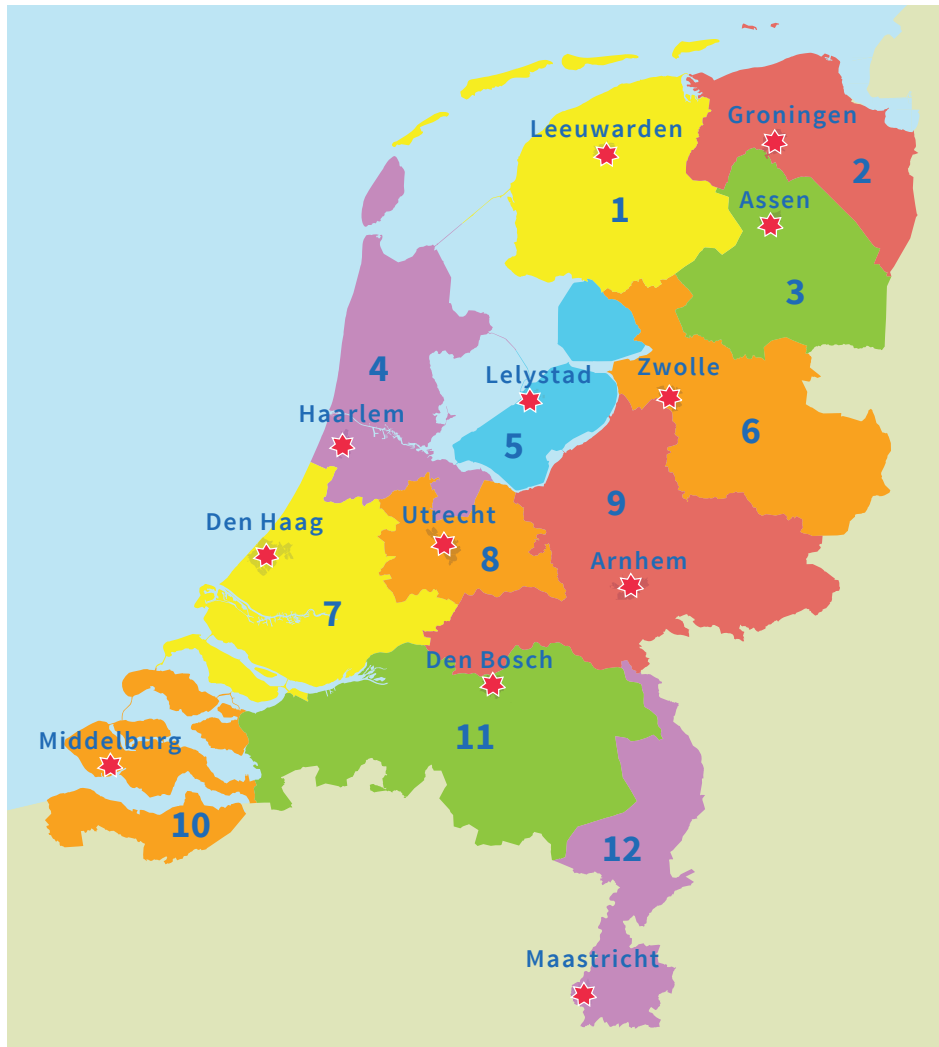 Groningen
Leeuwarden
2
Assen
1
3
4
Zwolle
Lelystad
Haarlem
6
5
9
Utrecht
Den Haag
8
Arnhem
7
Den Bosch
11
Middelburg
10
12
Maastricht